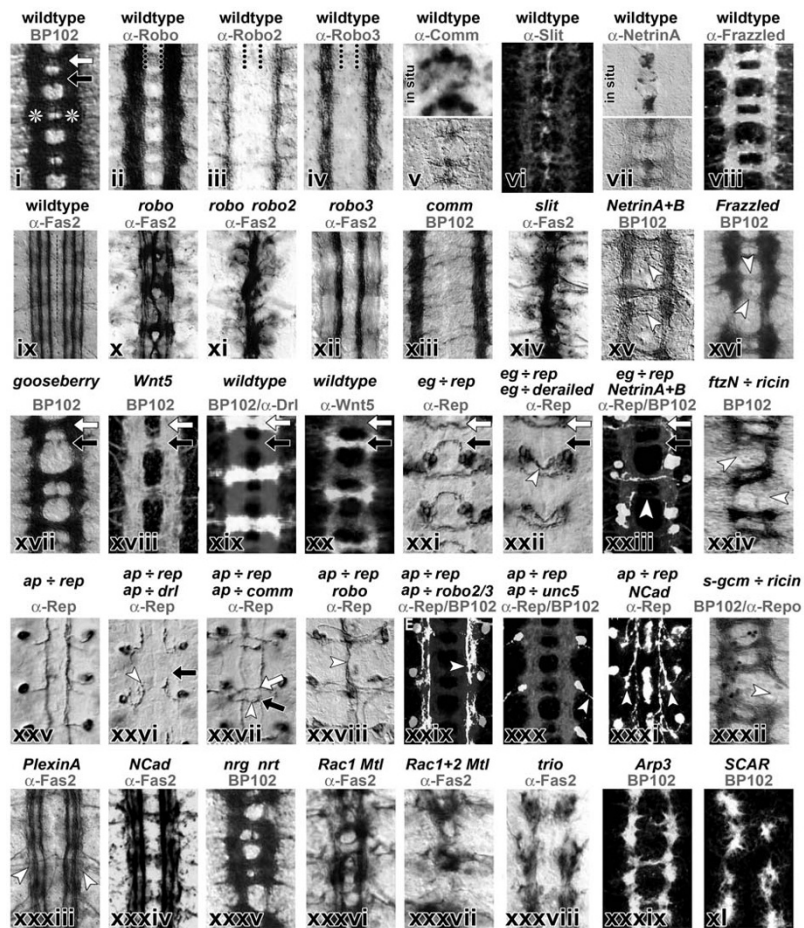 wildtype wildtype wildtype wildtype wildtype wildtype wildtype wildtype
BP102 α-Robo α-Robo2 α-Robo3 α-Comm α-Slit α-NetrinA α-Frazzled
in situ in situ
i ii iii iv v vi vii viii
wildtype robo robo robo2 robo3 comm slit NetrinA+B Frazzled
α-Fas2 α-Fas2 α-Fas2 α-Fas2 BP102 α-Fas2 BP102 BP102
ix x xi xii xiii xiv xv xvi
gooseberry Wnt5 wildtype wildtype eg÷rep eg÷rep eg÷rep ftzN÷ricin
eg÷derailed NetrinA+B
BP102 BP102 BP102/α-Drl α-Wnt5 α-Rep α-Rep α-Rep/BP102 BP102
xvii xviii xix xx xxi xxii xxiii xxiv
ap÷rep ap÷rep ap÷rep ap÷rep ap÷rep ap÷rep ap÷rep s-gcm÷ricin
ap÷drl ap÷comm robo ap÷robo2/3 ap÷unc5 NCad
α-Rep α-Rep α-Rep α-Rep α-Rep/BP102 α-Rep/BP102 α-Rep BP102/α-Repo
E
xxv xxvi xxvii xxviii xxix xxx xxxi xxxii
PlexinA NCad nrg nrt Rac1 Mtl Rac1+2 Mtl trio Arp3 SCAR
α-Fas2 α-Fas2 BP102 α-Fas2 α-Fas2 α-Fas2 BP102 BP102
xxxiii xxxiv xxxv xxxvi xxxvii xxxviii xxxix xl